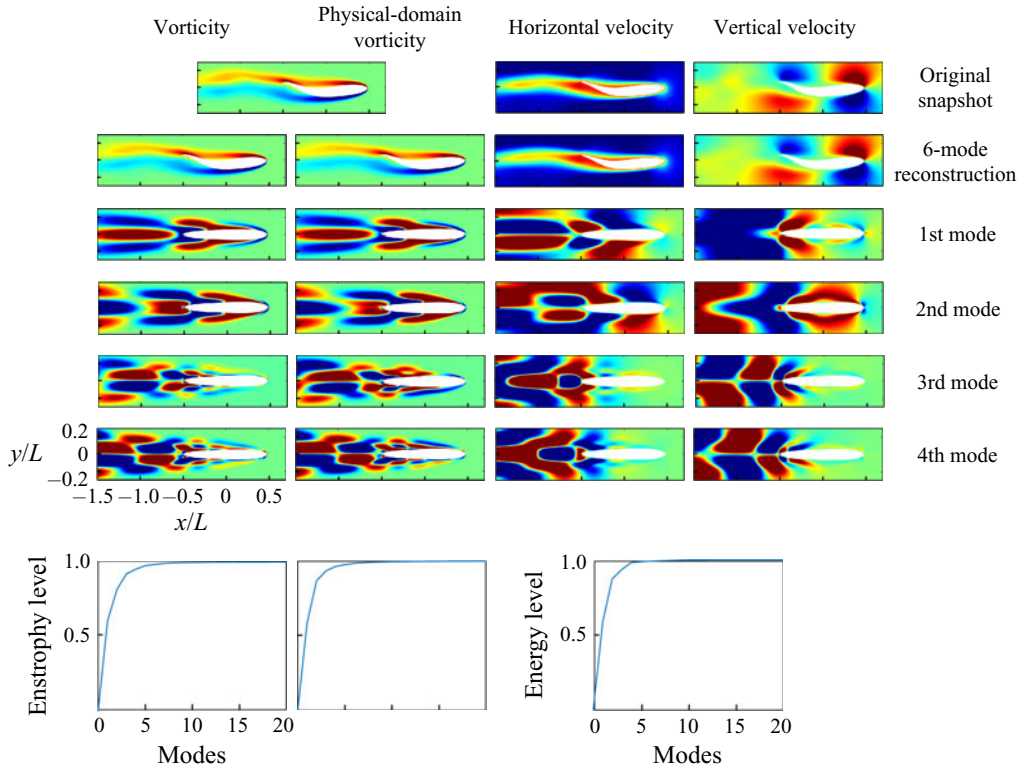 Vorticity
Physical-domain
vorticity
Horizontal velocity
Vertical velocity
Original
snapshot
6-mode
reconstruction
1st mode
2nd mode
3rd mode
4th mode
0.2
y/L 0
−0.2
−1.5 −1.0 −0.5 0 0.5
x/L
Enstrophy level
1.0
0.5
0 5 10 15 20
Modes
Energy level
1.0
0.5
0 5 10 15 20
Modes